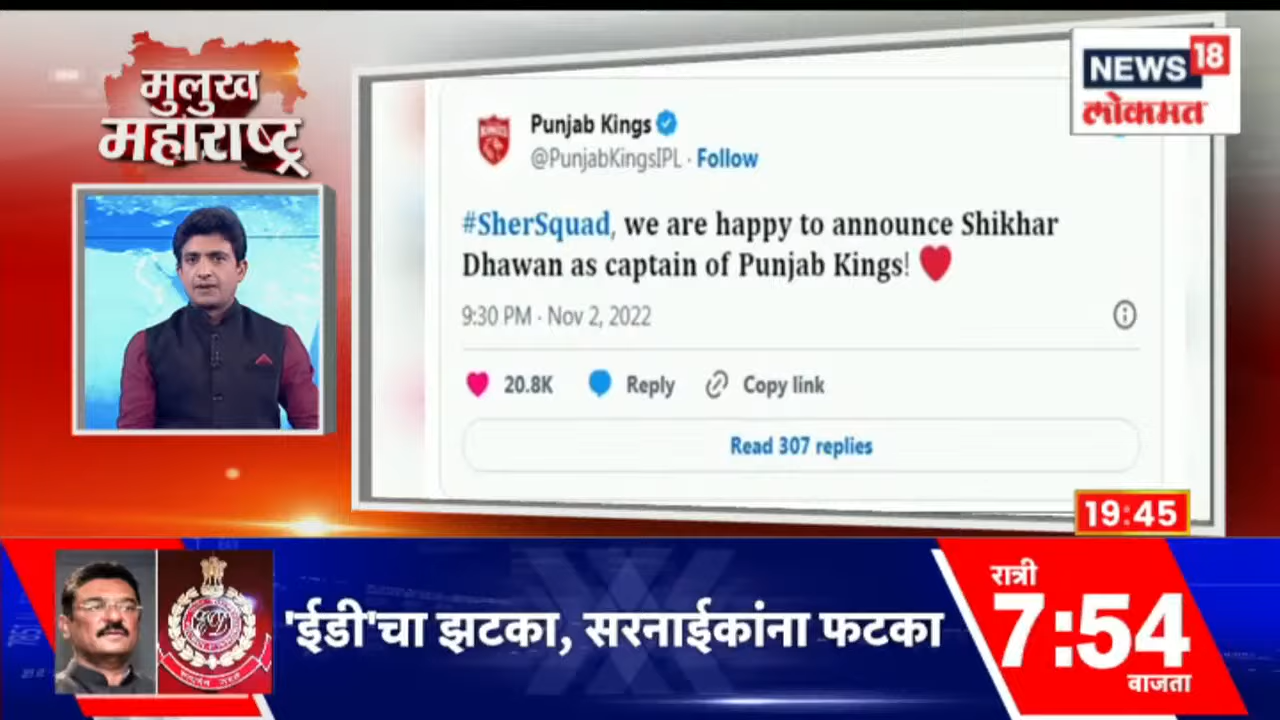 मुलुख
महाराष्ट्र
NEWS 18
लोकमत
Punjab Kings
@PunjabKingsIPL · Follow
#SherSquad, we are happy to announce Shikhar
Dhawan as captain of Punjab Kings! ❤
9:30 PM · Nov 2, 2022
20.8K Reply Copy link
Read 307 replies
19:45
'ईडी'चा झटका, सरनाईकांना फटका
रात्री
7:54
वाजता